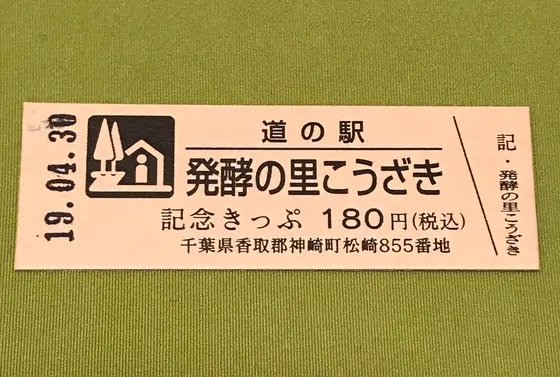 19.04.30
道の駅
発酵の里こうざき
記念きっぷ 180円(税込)
千葉県香取郡神崎町松崎855番地
記・発酵の里こうざき